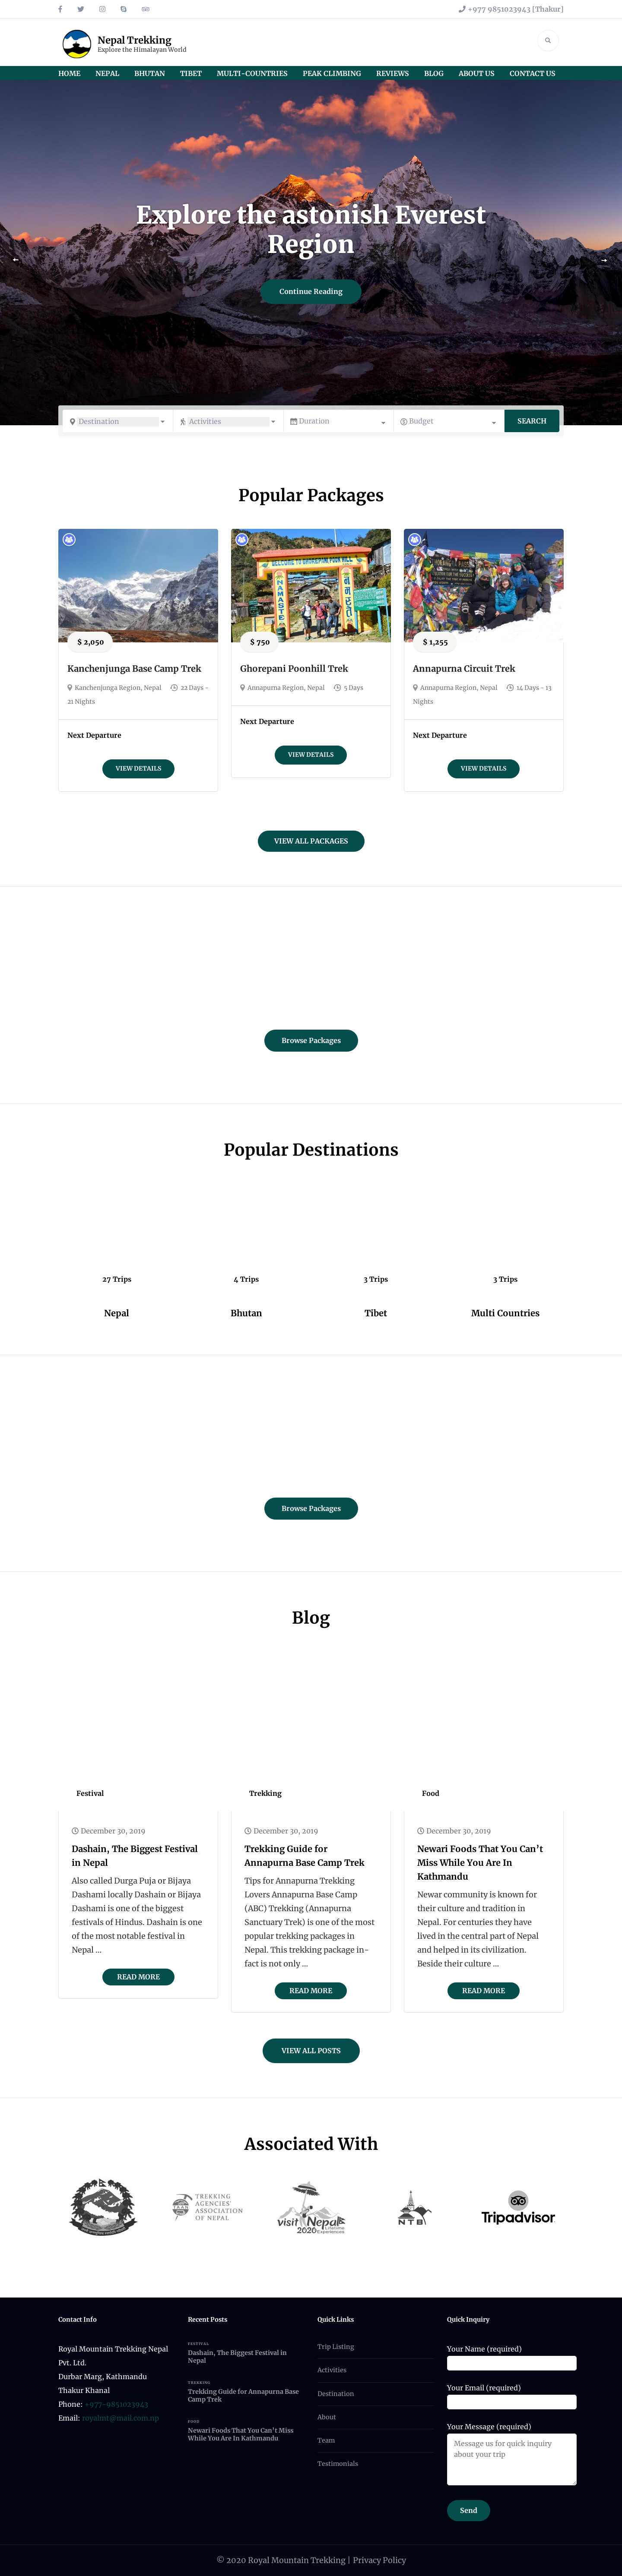 +977 9851023943 [Thakur]
Nepal Trekking
Explore the Himalayan World
HOME NEPAL BHUTAN TIBET MULTI-COUNTRIES PEAK CLIMBING REVIEWS BLOG ABOUT US CONTACT US
Explore the astonish Everest
Region
Continue Reading
Destination Activities Duration Budget SEARCH
Popular Packages
$ 2,050
Kanchenjunga Base Camp Trek
Kanchenjunga Region, Nepal 22 Days -
21 Nights
Next Departure
VIEW DETAILS
WELCOME TO GHOREPANI POON HILL
NAMASTE
$ 750
Ghorepani Poonhill Trek
Annapurna Region, Nepal 5 Days
Next Departure
VIEW DETAILS
$ 1,255
Annapurna Circuit Trek
Annapurna Region, Nepal 14 Days - 13
Nights
Next Departure
VIEW DETAILS
VIEW ALL PACKAGES
Browse Packages
Popular Destinations
27 Trips 4 Trips 3 Trips 3 Trips
Nepal Bhutan Tibet Multi Countries
Browse Packages
Blog
Festival
December 30, 2019
Dashain, The Biggest Festival
in Nepal
Also called Durga Puja or Bijaya
Dashami locally Dashain or Bijaya
Dashami is one of the biggest
festivals of Hindus. Dashain is one
of the most notable festival in
Nepal ...
READ MORE
Trekking
December 30, 2019
Trekking Guide for
Annapurna Base Camp Trek
Tips for Annapurna Trekking
Lovers Annapurna Base Camp
(ABC) Trekking (Annapurna
Sanctuary Trek) is one of the most
popular trekking packages in
Nepal. This trekking package in-
fact is not only ...
READ MORE
Food
December 30, 2019
Newari Foods That You Can't
Miss While You Are In
Kathmandu
Newar community is known for
their culture and tradition in
Nepal. For centuries they have
lived in the central part of Nepal
and helped in its civilization.
Beside their culture ...
READ MORE
VIEW ALL POSTS
Associated With
TREKKING
AGENCIES'
ASSOCIATION
OF NEPAL
visit Nepal
2020 Lifetime Experiences
NTB
Tripadvisor
Contact Info
Royal Mountain Trekking Nepal
Pvt. Ltd.
Durbar Marg, Kathmandu
Thakur Khanal
Phone: +977-9851023943
Email: royalmt@mail.com.np
Recent Posts
FESTIVAL
Dashain, The Biggest Festival in
Nepal
TREKKING
Trekking Guide for Annapurna Base
Camp Trek
FOOD
Newari Foods That You Can't Miss
While You Are In Kathmandu
Quick Links
Trip Listing
Activities
Destination
About
Team
Testimonials
Quick Inquiry
Your Name (required)
Your Email (required)
Your Message (required)
Message us for quick inquiry
about your trip
Send
© 2020 Royal Mountain Trekking | Privacy Policy